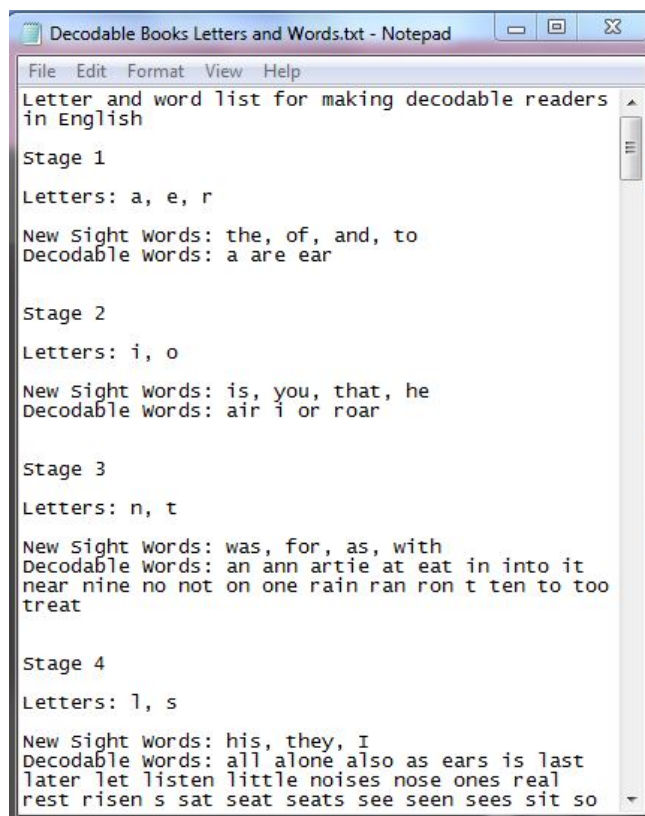 Decodable Books Letters and Words.txt - Notepad
File Edit Format View Help
Letter and word list for making decodable readers
in English
Stage 1
Letters: a, e, r
New Sight Words: the, of, and, to
Decodable Words: a are ear
Stage 2
Letters: i, o
New Sight Words: is, you, that, he
Decodable Words: air i or roar
Stage 3
Letters: n, t
New Sight Words: was, for, as, with
Decodable Words: an ann artie at eat in into it
near nine no not on one rain ran ron t ten to too
treat
Stage 4
Letters: l, s
New Sight Words: his, they, I
Decodable Words: all alone also as ears is last
later let listen little noises nose ones real
rest risen s sat seat seats see seen sees sit so